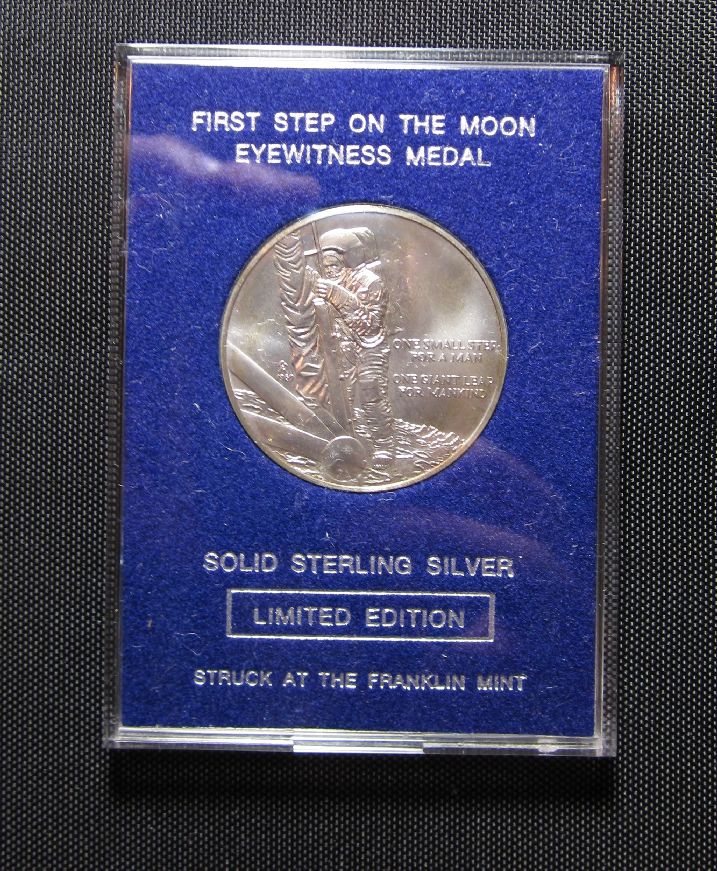 FIRST STEP ON THE MOON
EYEWITNESS MEDAL
ONE SMALL STEP
FOR A MAN
ONE GIANT LEAP
FOR MANKIND
SOLID STERLING SILVER
LIMITED EDITION
STRUCK AT THE FRANKLIN MINT